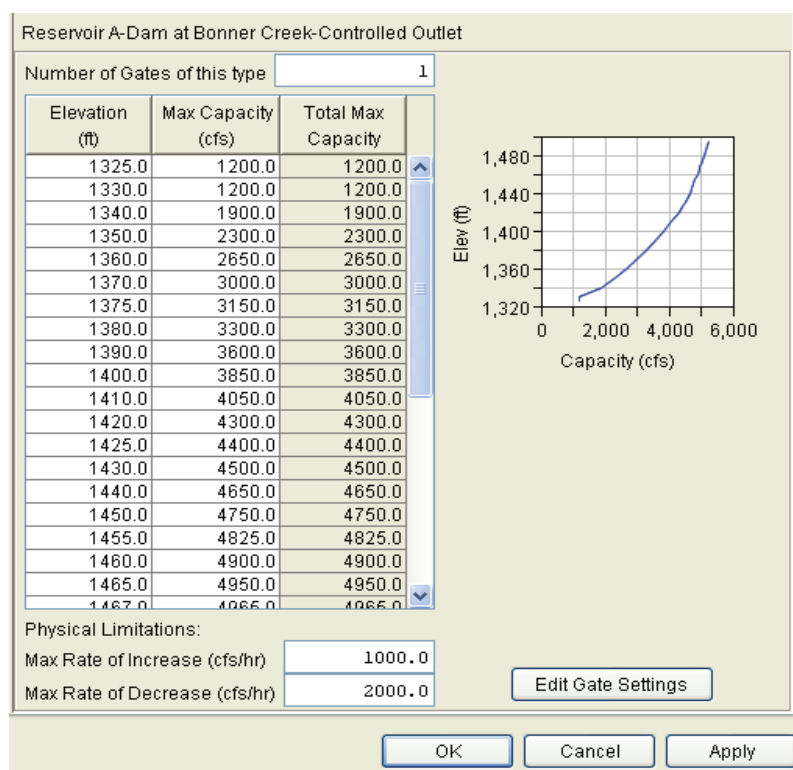 Reservoir A-Dam at Bonner Creek-Controlled Outlet
Number of Gates of this type 1
Elevation (ft) Max Capacity (cfs) Total Max Capacity
1325.0 1200.0 1200.0
1330.0 1200.0 1200.0
1340.0 1900.0 1900.0
1350.0 2300.0 2300.0
1360.0 2650.0 2650.0
1370.0 3000.0 3000.0
1375.0 3150.0 3150.0
1380.0 3300.0 3300.0
1390.0 3600.0 3600.0
1400.0 3850.0 3850.0
1410.0 4050.0 4050.0
1420.0 4300.0 4300.0
1425.0 4400.0 4400.0
1430.0 4500.0 4500.0
1440.0 4650.0 4650.0
1450.0 4750.0 4750.0
1455.0 4825.0 4825.0
1460.0 4900.0 4900.0
1465.0 4950.0 4950.0
1467.0 4965.0 4965.0
Elev (ft)
1,480
1,440
1,400
1,360
1,320
0 2,000 4,000 6,000
Capacity (cfs)
Physical Limitations:
Max Rate of Increase (cfs/hr) 1000.0
Max Rate of Decrease (cfs/hr) 2000.0
Edit Gate Settings
OK Cancel Apply